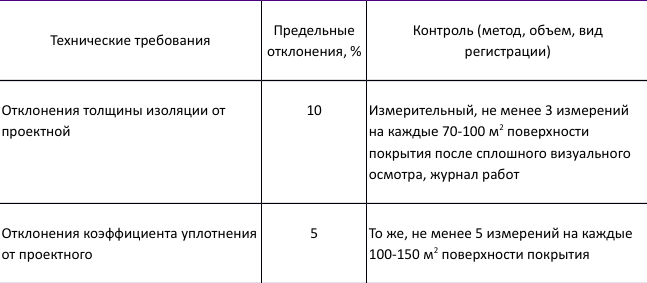 Технические требования
Предельные
отклонения, %
Контроль (метод, объем, вид
регистрации)
Отклонения толщины изоляции от
проектной
10
Измерительный, не менее 3 измерений
на каждые 70-100 м² поверхности
покрытия после сплошного визуального
осмотра, журнал работ
Отклонения коэффициента уплотнения
от проектного
5
То же, не менее 5 измерений на каждые
100-150 м² поверхности покрытия